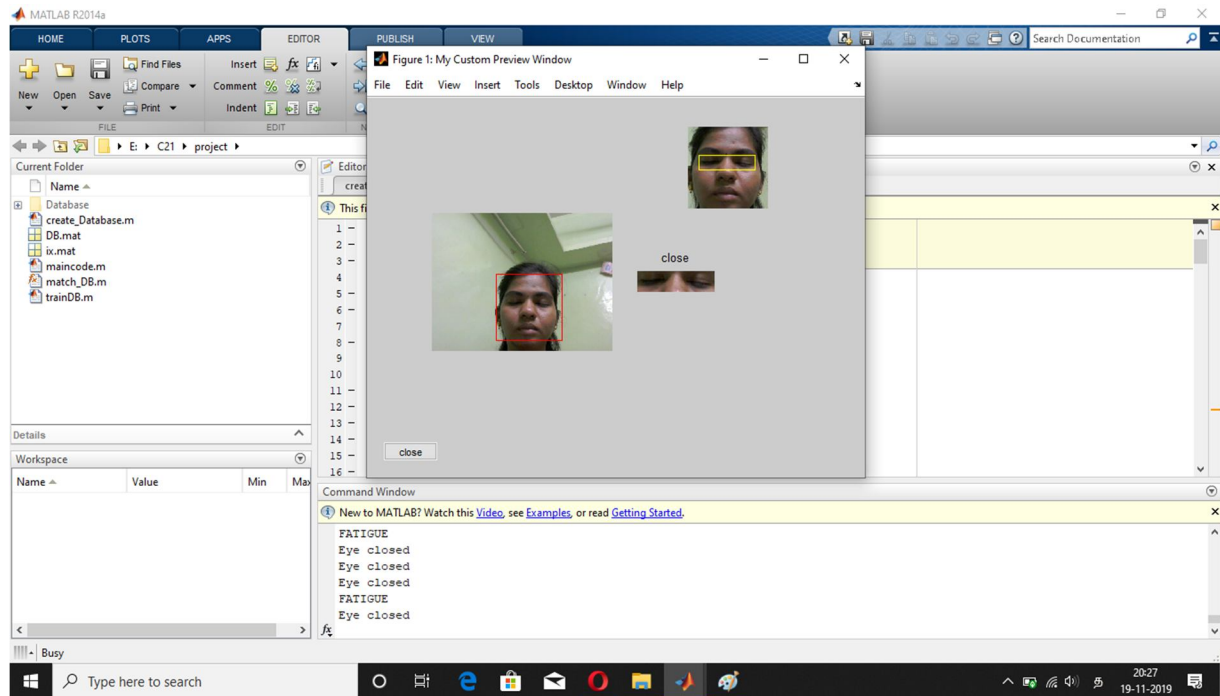 MATLAB R2014a
HOME PLOTS APPS EDITOR PUBLISH VIEW
Search Documentation
New Open Save Find Files Compare Print Insert Comment Indent
FILE EDIT
Figure 1: My Custom Preview Window
File Edit View Insert Tools Desktop Window Help
E: C21 project
Current Folder
Name
Database
create_Database.m
DB.mat
ix.mat
maincode.m
match_DB.m
trainDB.m
Details
Workspace
Name Value Min
Editor
This
1
2
3
4
5
6
7
8
9
10
11
12
13
14
15
16
close
close
Command Window
New to MATLAB? Watch this Video, see Examples, or read Getting Started.
FATIGUE
Eye closed
Eye closed
Eye closed
FATIGUE
Eye closed
fx
Busy
Type here to search
20:27
19-11-2019